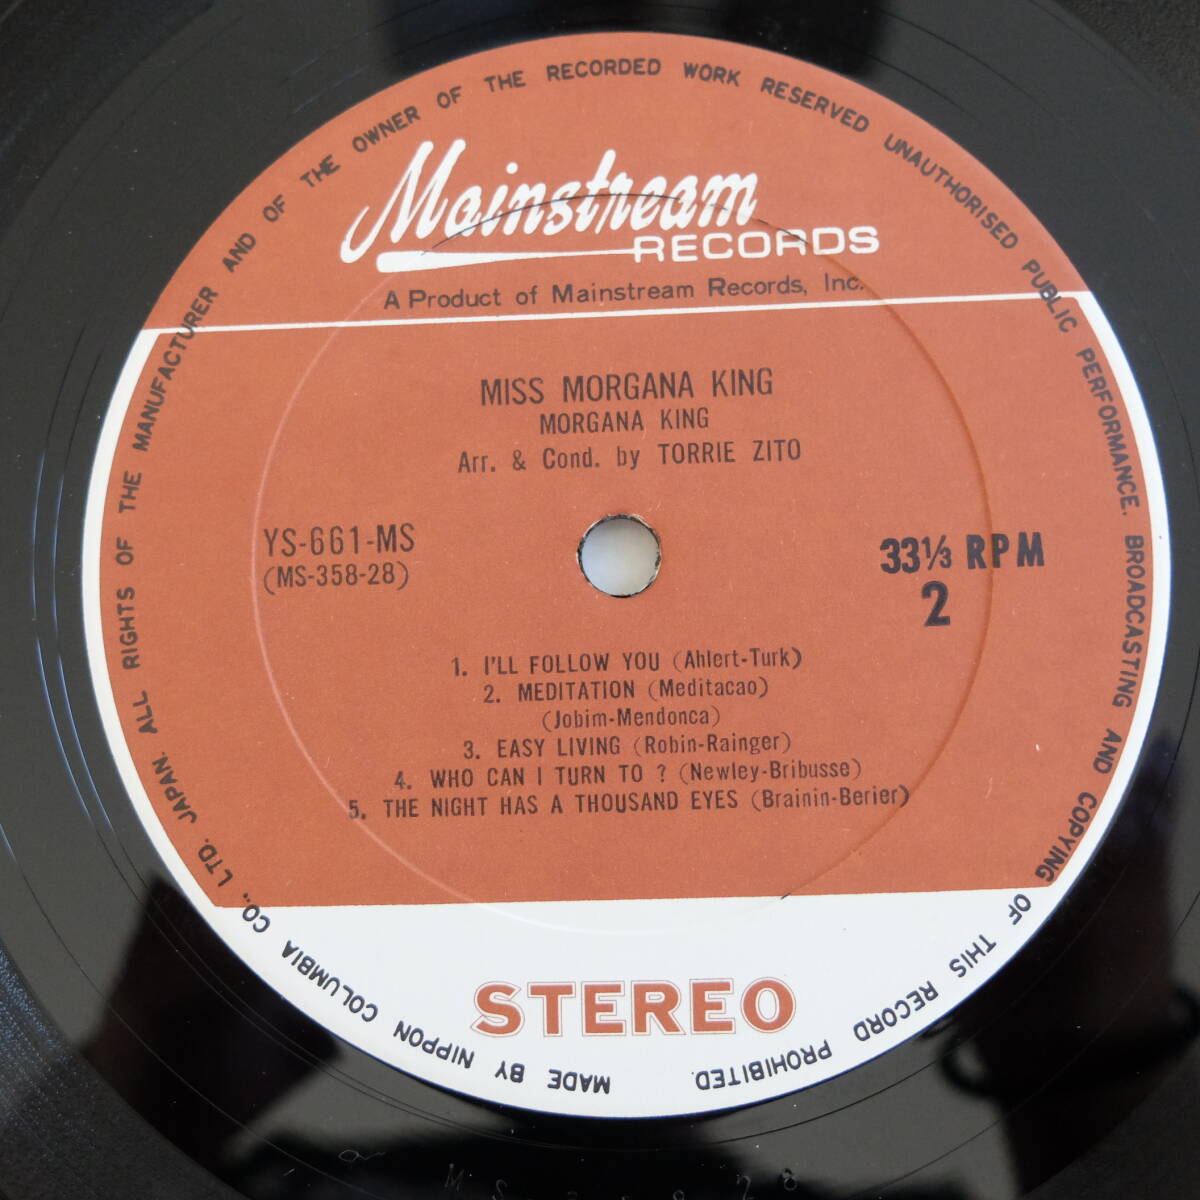 Mainstream
RECORDS
A Product of Mainstream Records, Inc.
MISS MORGANA KING
MORGANA KING
Arr. & Cond. by TORRIE ZITO
YS-661-MS
(MS-358-28)
33⅓ RPM
2
1. I'LL FOLLOW YOU (Ahlert-Turk)
2. MEDITATION (Meditacao)
(Jobim-Mendonca)
3. EASY LIVING (Robin-Rainger)
4. WHO CAN I TURN TO ? (Newley-Bribusse)
5. THE NIGHT HAS A THOUSAND EYES (Brainin-Berier)
STEREO
MADE BY NIPPON COLUMBIA CO., LTD. JAPAN. ALL RIGHTS OF THE MANUFACTURER AND OF THE OWNER OF THE RECORDED WORK RESERVED UNAUTHORISED PUBLIC PERFORMANCE. BROADCASTING AND COPYING OF THIS RECORD PROHIBITED.